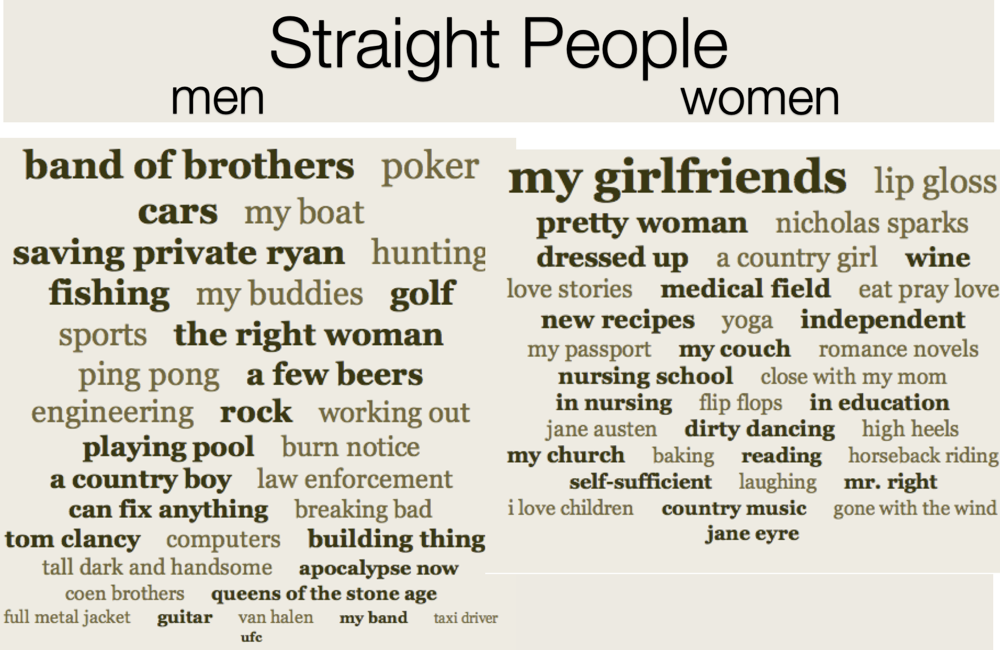 Straight People
men
women
band of brothers poker
cars my boat
saving private ryan hunting
fishing my buddies golf
sports the right woman
ping pong a few beers
engineering rock working out
playing pool burn notice
a country boy law enforcement
can fix anything breaking bad
tom clancy computers building thing
tall dark and handsome apocalypse now
coen brothers queens of the stone age
full metal jacket guitar van halen my band taxi driver
ufc
my girlfriends lip gloss
pretty woman nicholas sparks
dressed up a country girl wine
love stories medical field eat pray love
new recipes yoga independent
my passport my couch romance novels
nursing school close with my mom
in nursing flip flops in education
jane austen dirty dancing high heels
my church baking reading horseback riding
self-sufficient laughing mr. right
i love children country music gone with the wind
jane eyre